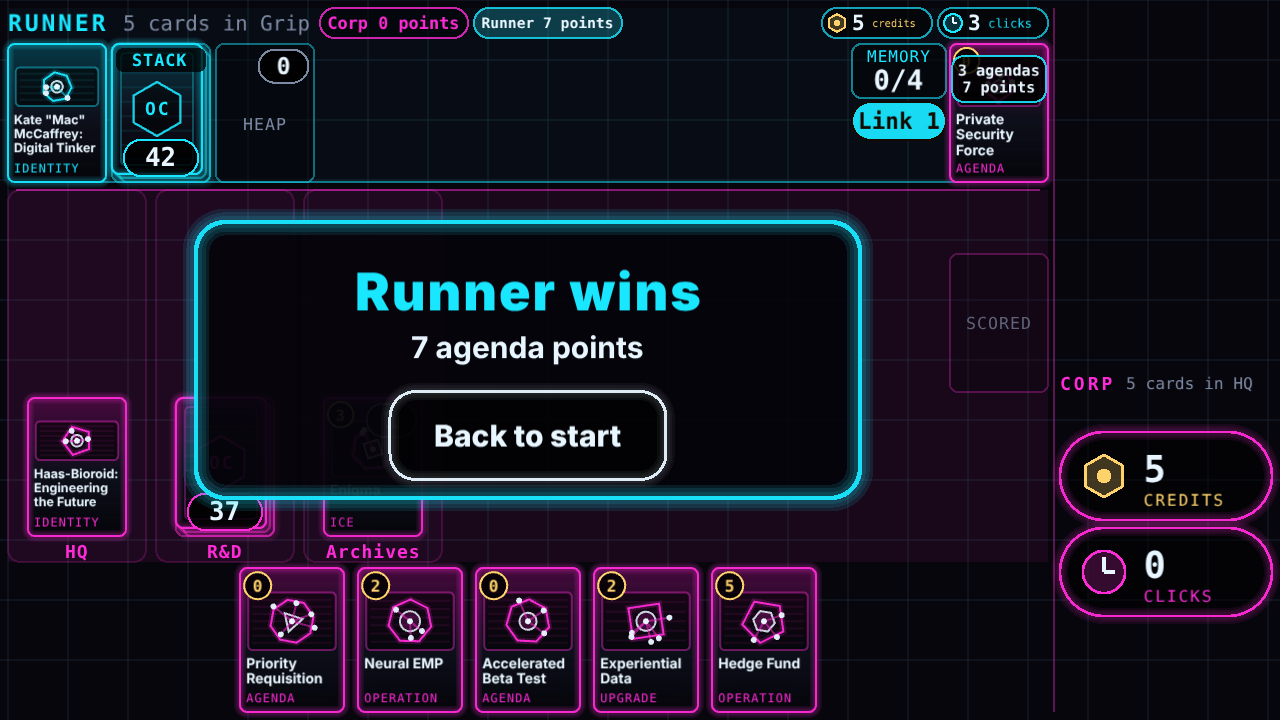 RUNNER 5 cards in Grip
Corp 0 points
Runner 7 points
5 credits
3 clicks
STACK
OC
42
Kate "Mac"
McCaffrey:
Digital Tinker
IDENTITY
0
HEAP
MEMORY
0/4
Link 1
3 agendas
7 points
Private
Security
Force
AGENDA
Runner wins
7 agenda points
Back to start
SCORED
CORP 5 cards in HQ
5
CREDITS
0
CLICKS
Haas-Bioroid:
Engineering
the Future
IDENTITY
HQ
OC
37
R&D
3
Enigma
ICE
Archives
0
Priority
Requisition
AGENDA
2
Neural EMP
OPERATION
0
Accelerated
Beta Test
AGENDA
2
Experiential
Data
UPGRADE
5
Hedge Fund
OPERATION